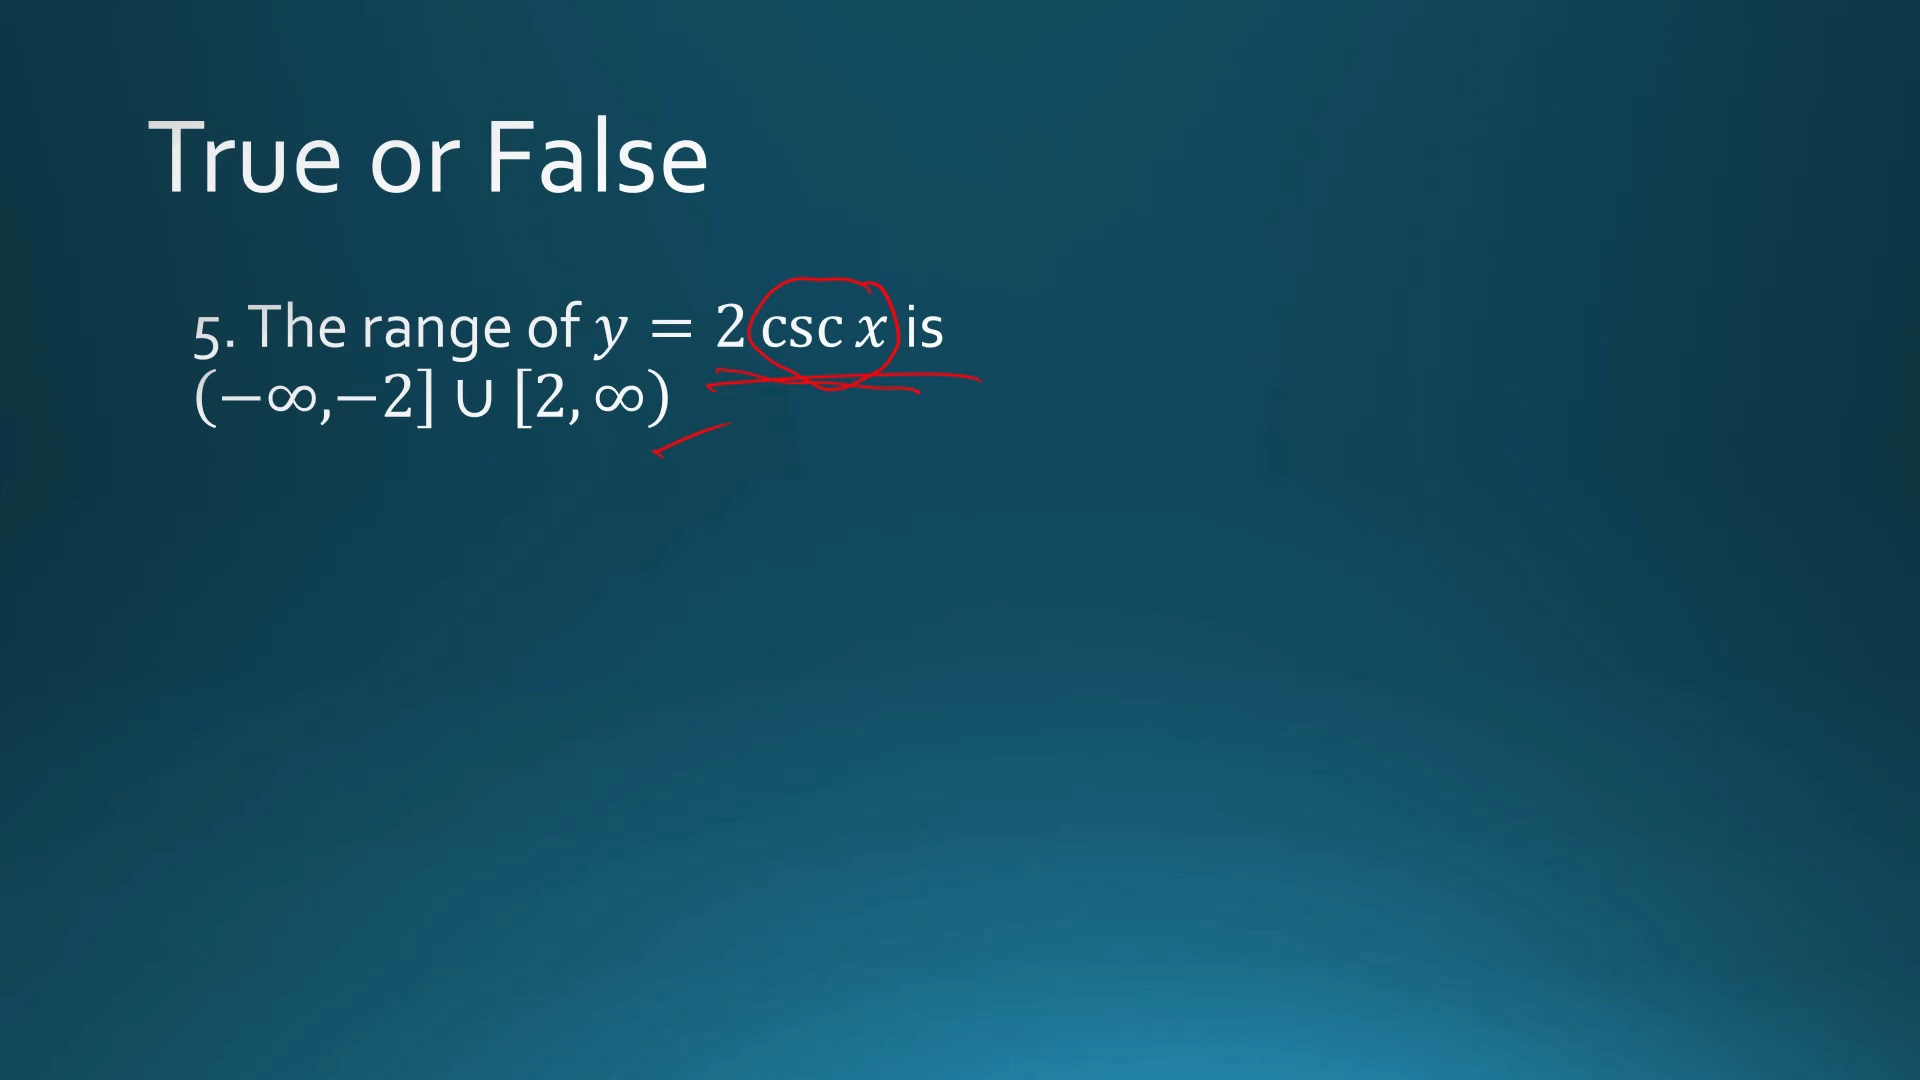 True or False
5. The range of y = 2 csc x is
(−∞,−2] ∪ [2, ∞)